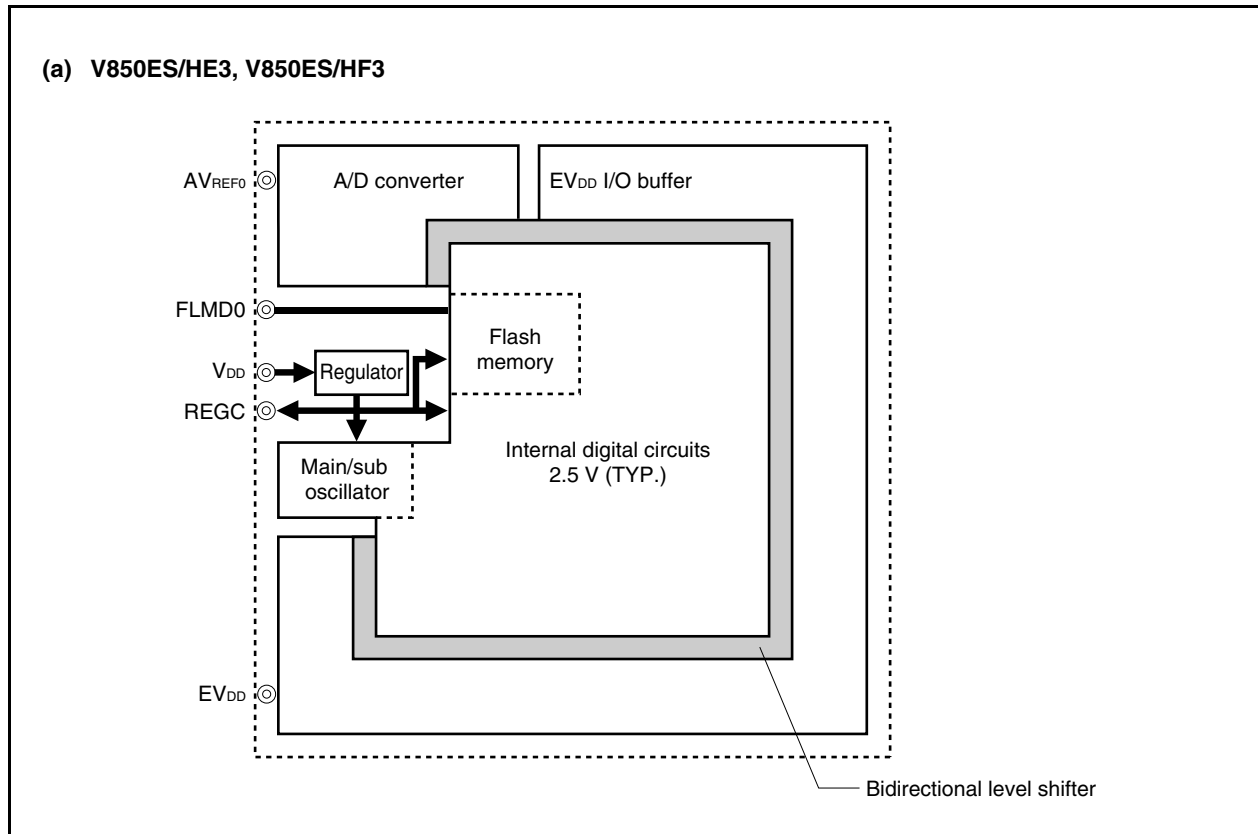 (a) V850ES/HE3, V850ES/HF3
AVREF0
A/D converter
EVDD I/O buffer
FLMD0
Flash
memory
VDD
Regulator
REGC
Internal digital circuits
2.5 V (TYP.)
Main/sub
oscillator
EVDD
Bidirectional level shifter